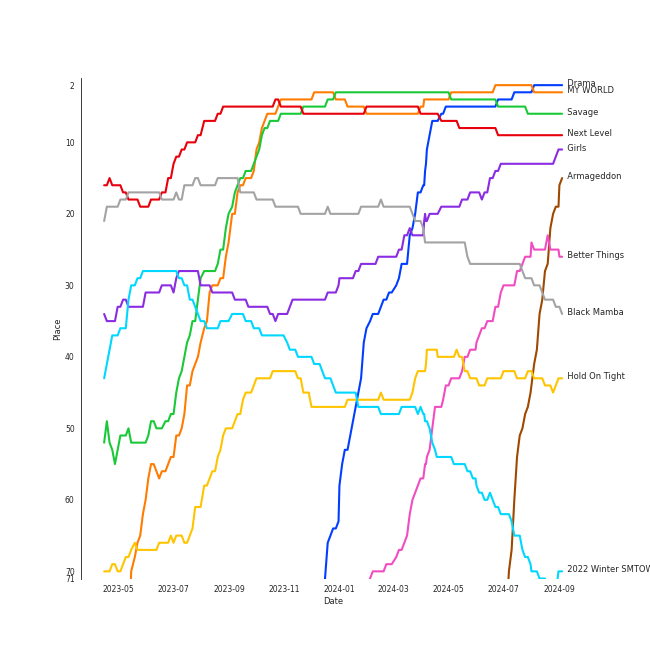 2
10
20
30
40
50
60
70
71
Place
2023-05
2023-07
2023-09
2023-11
2024-01
2024-03
2024-05
2024-07
2024-09
Date
Drama
MY WORLD
Savage
Next Level
Girls
Armageddon
Better Things
Black Mamba
Hold On Tight
2022 Winter SMTOW